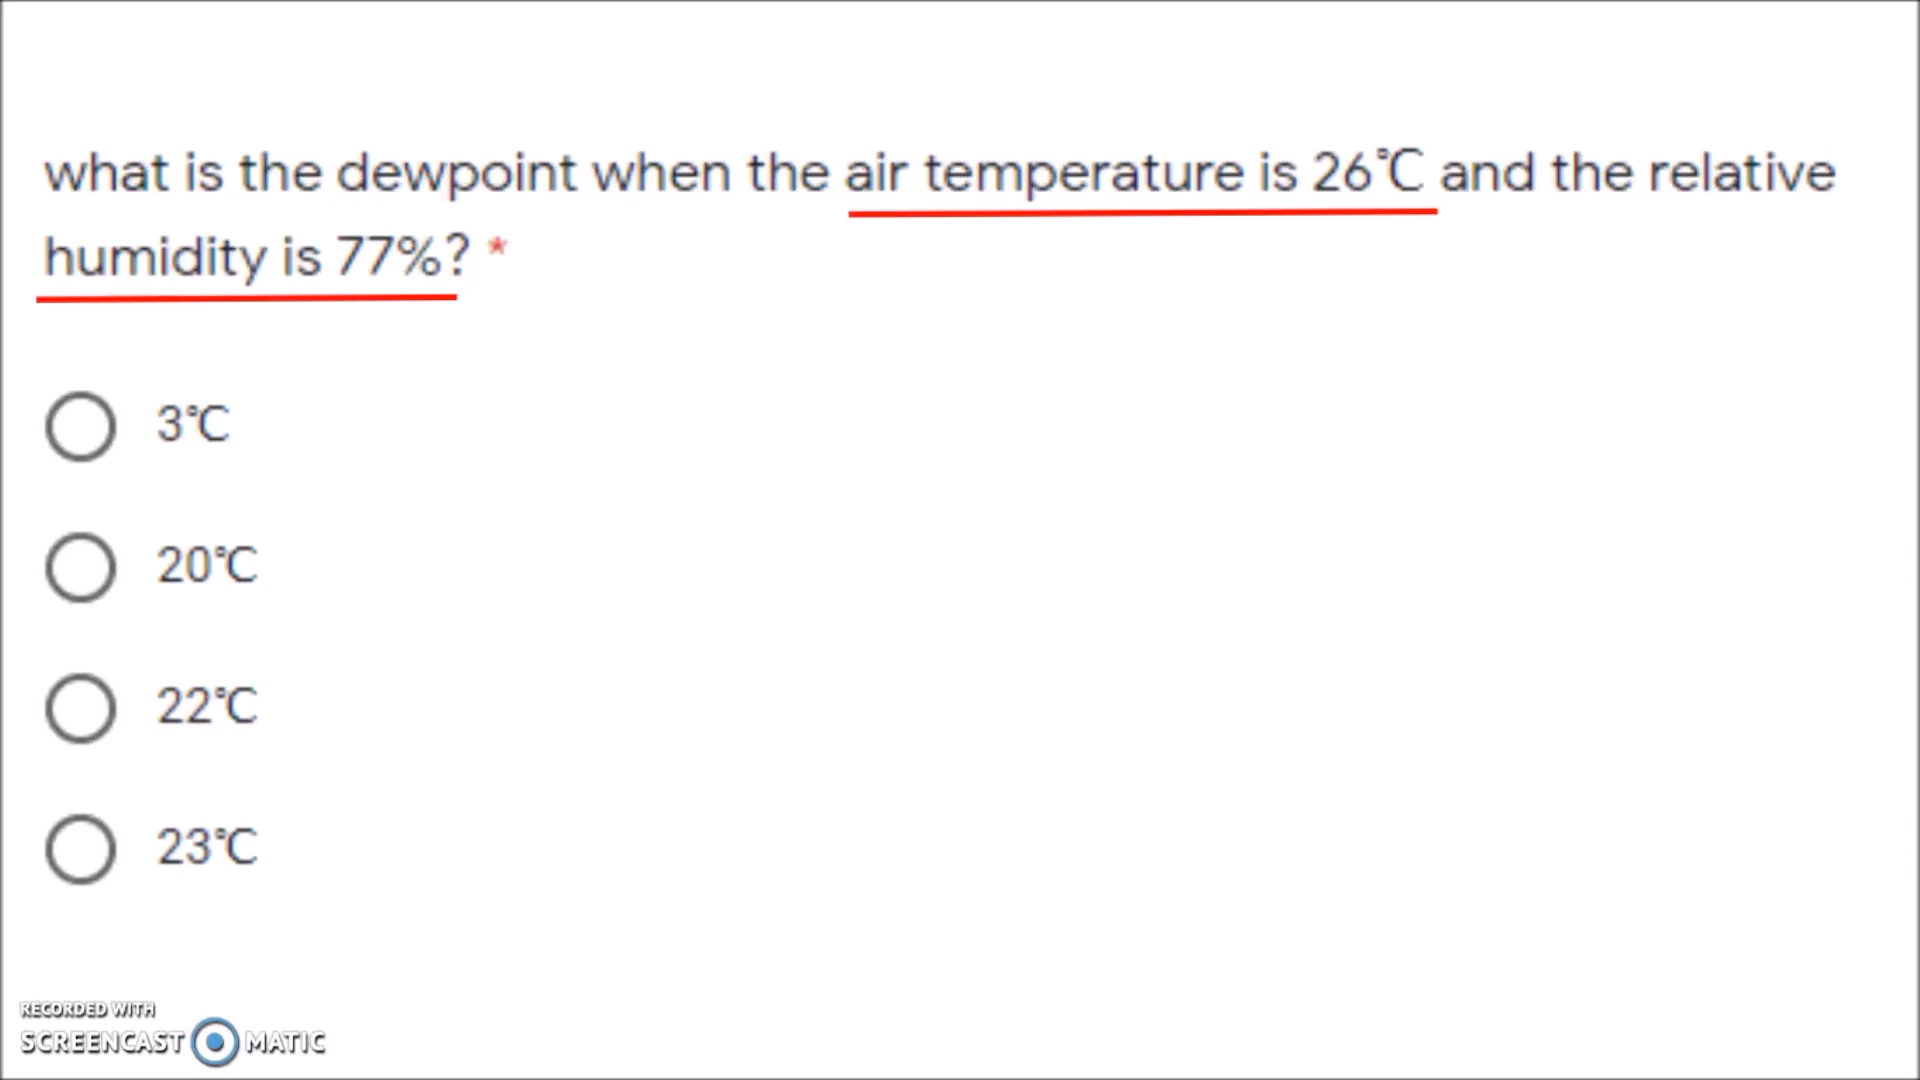 what is the dewpoint when the air temperature is 26℃ and the relative
humidity is 77%? *
3℃
20℃
22℃
23℃
RECORDED WITH
SCREENCAST MATIC